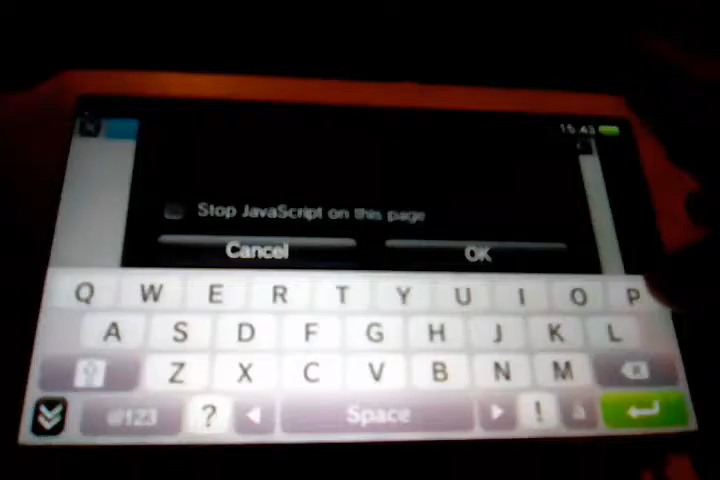 15:43
Stop JavaScript on this page
Cancel OK
Q W E R T Y U I O P
A S D F G H J K L
Z X C V B N M
@123 ? Space ! à